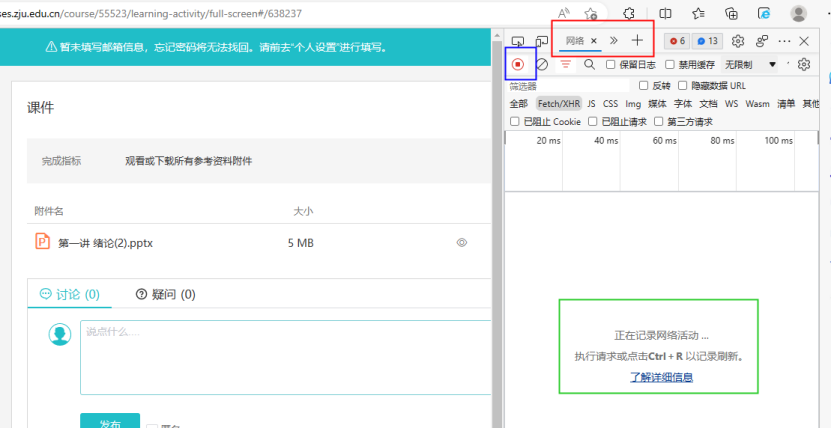 ses.zju.edu.cn/course/55523/learning-activity/full-screen#/638237
暂未填写邮箱信息，忘记密码将无法找回。请前去“个人设置”进行填写。
课件
完成指标 观看或下载所有参考资料附件
附件名 大小
第一讲 绪论(2).pptx 5 MB
讨论 (0) 疑问 (0)
说点什么...
发布
网络 6 13
保留日志 禁用缓存 无限制
筛选器 反转 隐藏数据 URL
全部 Fetch/XHR JS CSS Img 媒体 字体 文档 WS Wasm 清单 其他
已阻止 Cookie 已阻止请求 第三方请求
20 ms 40 ms 60 ms 80 ms 100 ms
正在记录网络活动 ...
执行请求或点击Ctrl + R 以记录刷新。
了解详细信息